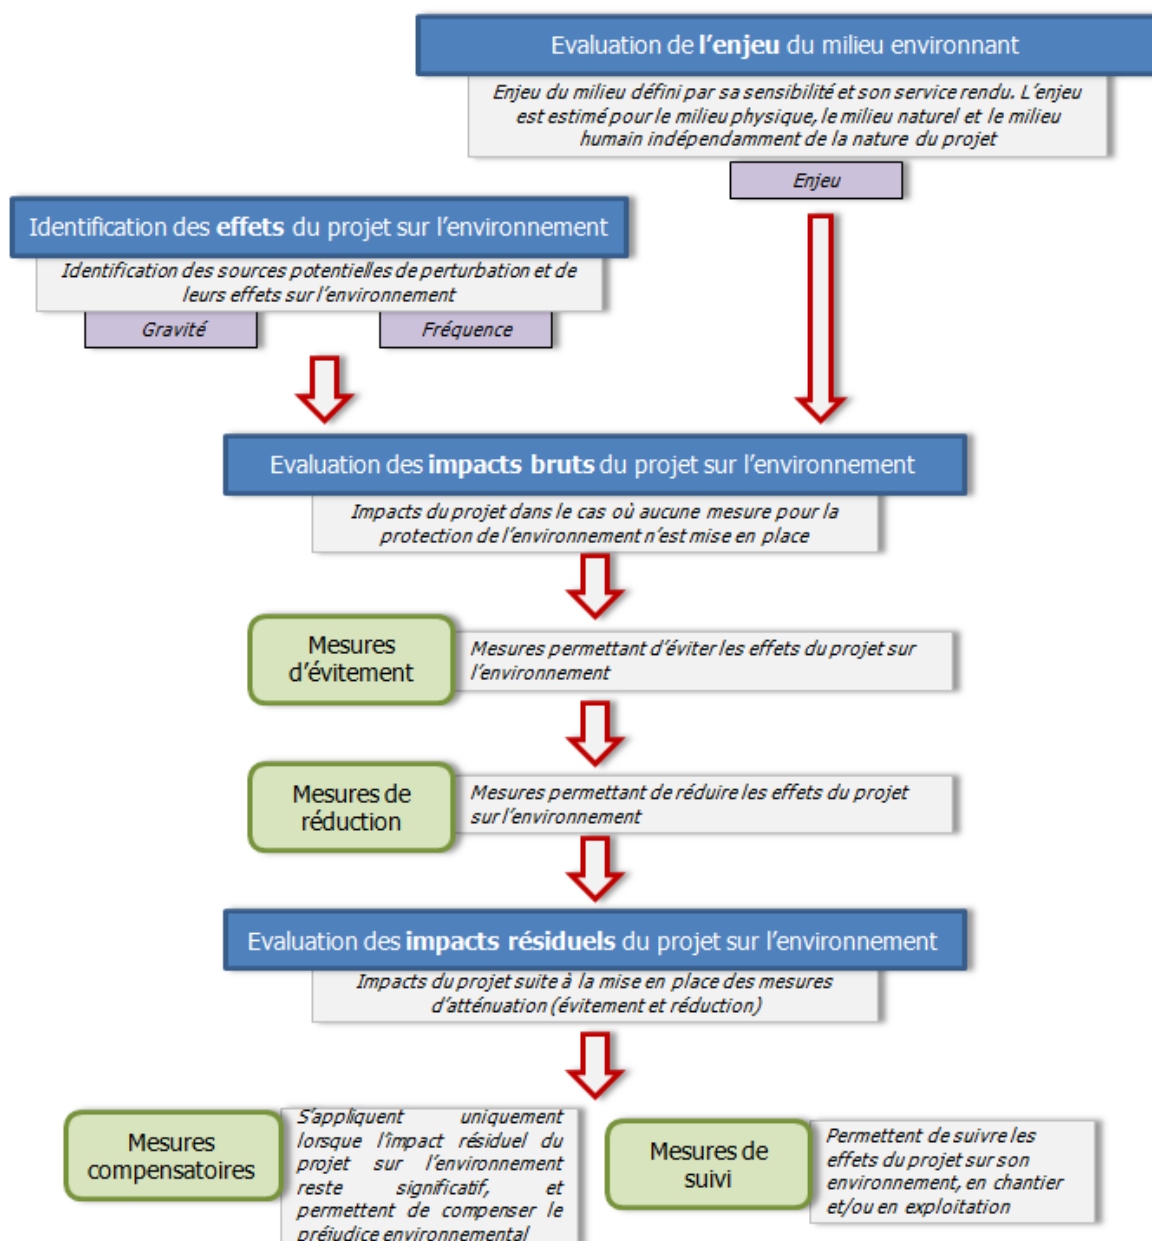 Evaluation de l'enjeu du milieu environnant
Enjeu du milieu défini par sa sensibilité et son service rendu. L'enjeu
est estimé pour le milieu physique, le milieu naturel et le milieu
humain indépendamment de la nature du projet
Enjeu
Identification des effets du projet sur l'environnement
Identification des sources potentielles de perturbation et de
leurs effets sur l'environnement
Gravité
Fréquence
Evaluation des impacts bruts du projet sur l'environnement
Impacts du projet dans le cas où aucune mesure pour la
protection de l'environnement n'est mise en place
Mesures
d'évitement
Mesures permettant d'éviter les effets du projet sur
l'environnement
Mesures de
réduction
Mesures permettant de réduire les effets du projet
sur l'environnement
Evaluation des impacts résiduels du projet sur l'environnement
Impacts du projet suite à la mise en place des mesures
d'atténuation (évitement et réduction)
Mesures
compensatoires
S'appliquent uniquement
lorsque l'impact résiduel du
projet sur l'environnement
reste significatif, et
permettent de compenser le
préjudice environnemental
Mesures de
suivi
Permettent de suivre les
effets du projet sur son
environnement, en chantier
et/ou en exploitation